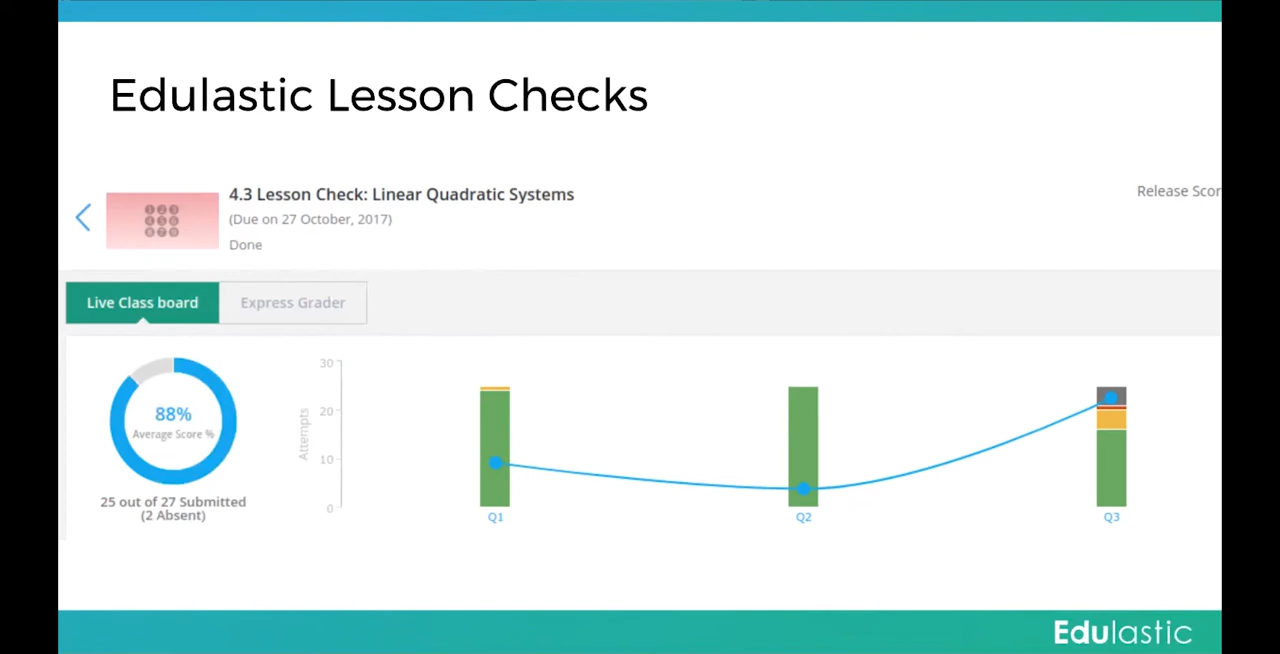 Edulastic Lesson Checks
4.3 Lesson Check: Linear Quadratic Systems
Release Scor
(Due on 27 October, 2017)
Done
Live Class board
Express Grader
88%
Average Score %
25 out of 27 Submitted
(2 Absent)
Attempts
30
20
10
0
Q1
Q2
Q3
Edulastic